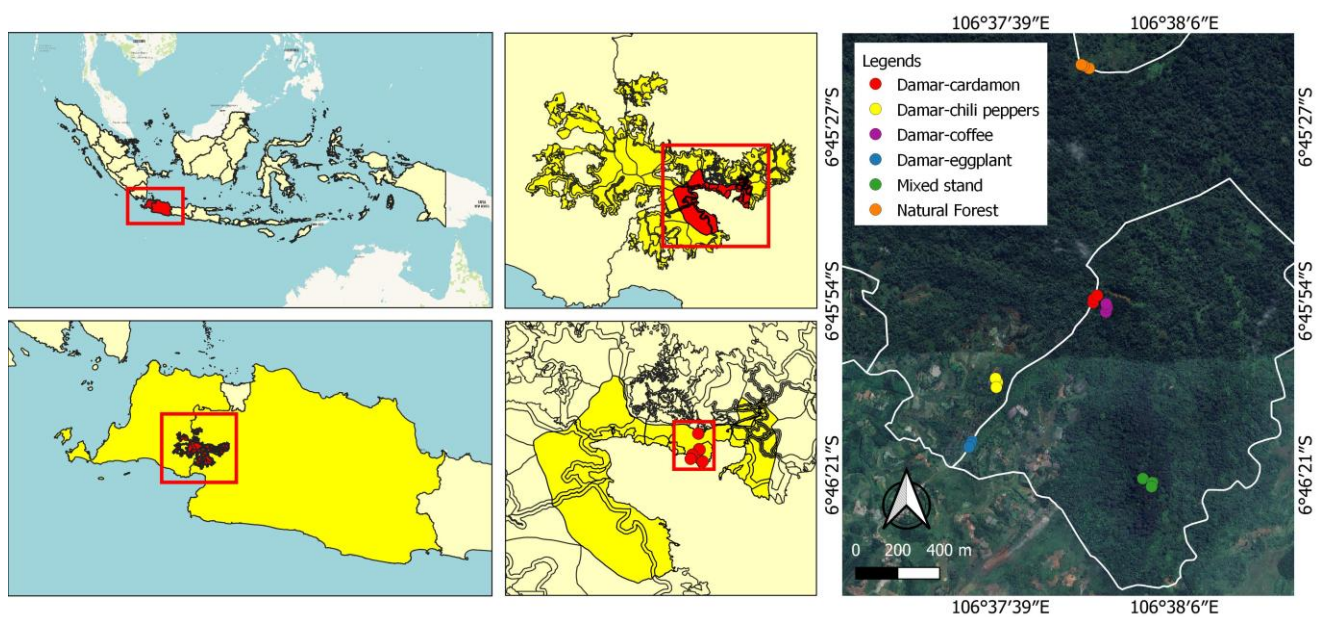 106°37′39″E 106°38′6″E
Legends
Damar-cardamon
Damar-chili peppers
Damar-coffee
Damar-eggplant
Mixed stand
Natural Forest
6°45′27″S 6°45′27″S
6°45′54″S 6°45′54″S
6°46′21″S 6°46′21″S
0 200 400 m
106°37′39″E 106°38′6″E